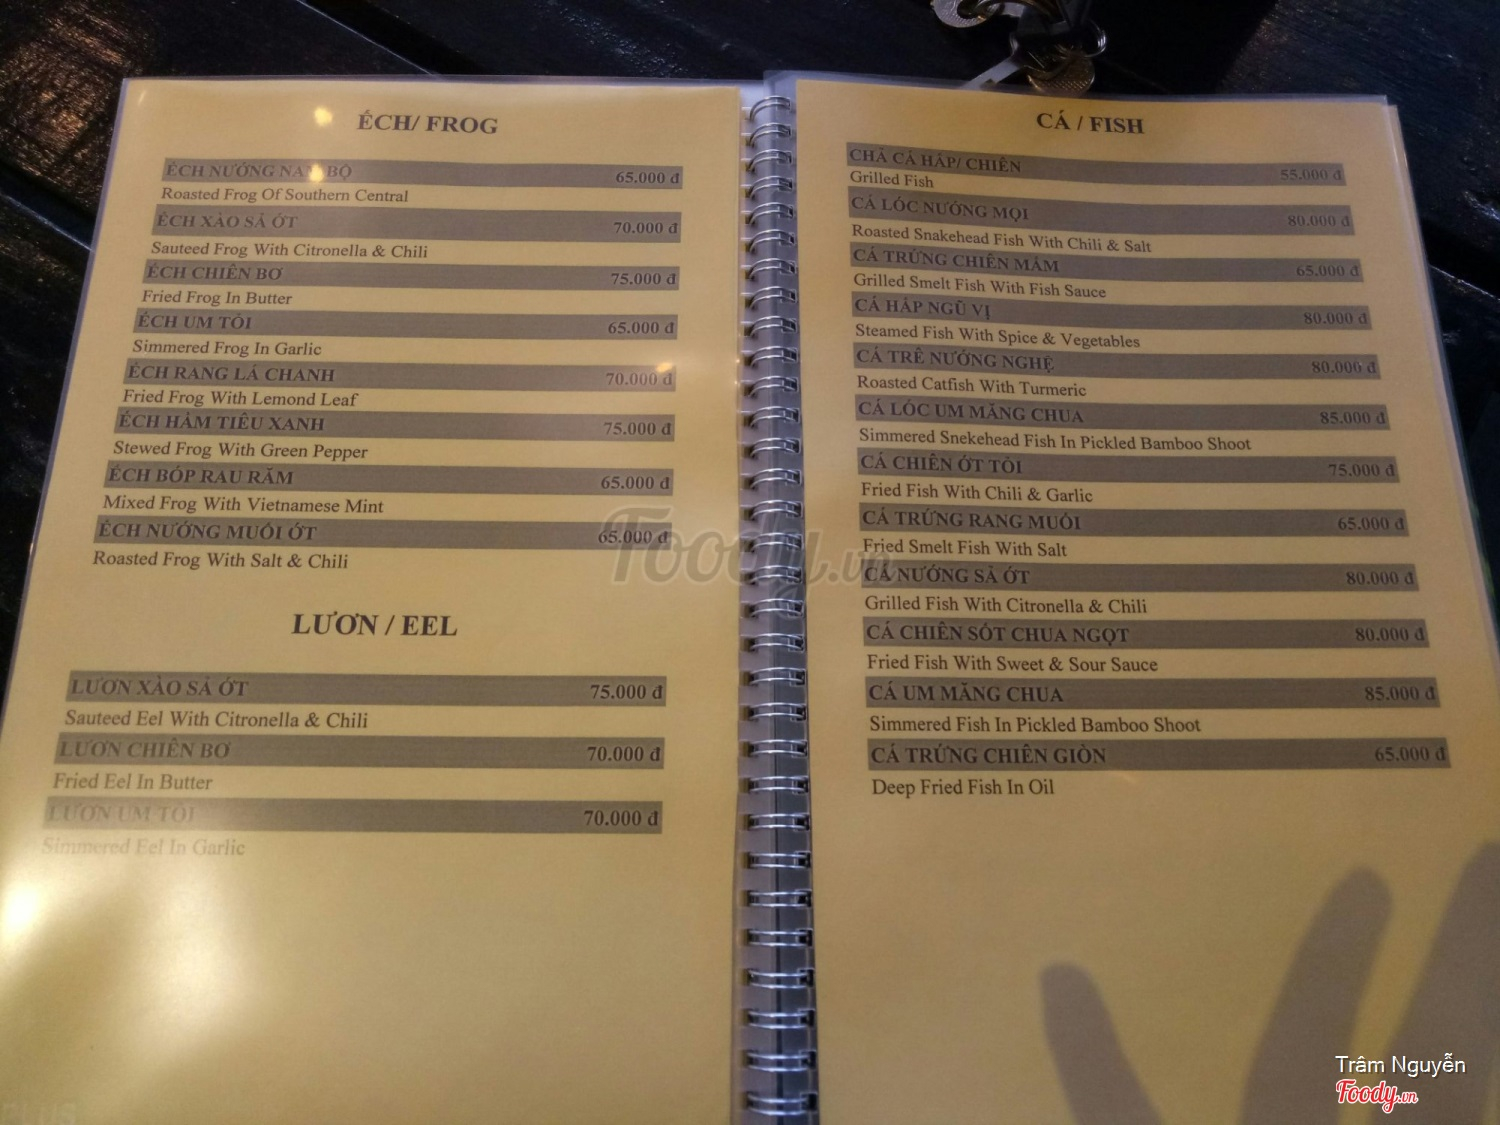 ẾCH/ FROG
ẾCH NƯỚNG NAM BỘ 65.000 đ
Roasted Frog Of Southern Central
ẾCH XÀO SẢ ỚT 70.000 đ
Sauteed Frog With Citronella & Chili
ẾCH CHIÊN BƠ 75.000 đ
Fried Frog In Butter
ẾCH UM TỎI 65.000 đ
Simmered Frog In Garlic
ẾCH RANG LÁ CHANH 70.000 đ
Fried Frog With Lemond Leaf
ẾCH HẦM TIÊU XANH 75.000 đ
Stewed Frog With Green Pepper
ẾCH BÓP RAU RĂM 65.000 đ
Mixed Frog With Vietnamese Mint
ẾCH NƯỚNG MUỐI ỚT 65.000 đ
Roasted Frog With Salt & Chili
LƯƠN / EEL
LƯƠN XÀO SẢ ỚT 75.000 đ
Sauteed Eel With Citronella & Chili
LƯƠN CHIÊN BƠ 70.000 đ
Fried Eel In Butter
LƯƠN UM TỎI 70.000 đ
Simmered Eel In Garlic
CÁ / FISH
CHẢ CÁ HẤP/ CHIÊN 55.000 đ
Grilled Fish
CÁ LÓC NƯỚNG MỌI 80.000 đ
Roasted Snakehead Fish With Chili & Salt
CÁ TRỨNG CHIÊN MẮM 65.000 đ
Grilled Smelt Fish With Fish Sauce
CÁ HẤP NGŨ VỊ 80.000 đ
Steamed Fish With Spice & Vegetables
CÁ TRÊ NƯỚNG NGHỆ 80.000 đ
Roasted Catfish With Turmeric
CÁ LÓC UM MĂNG CHUA 85.000 đ
Simmered Snekehead Fish In Pickled Bamboo Shoot
CÁ CHIÊN ỚT TỎI 75.000 đ
Fried Fish With Chili & Garlic
CÁ TRỨNG RANG MUỐI 65.000 đ
Fried Smelt Fish With Salt
CÁ NƯỚNG SẢ ỚT 80.000 đ
Grilled Fish With Citronella & Chili
CÁ CHIÊN SỐT CHUA NGỌT 80.000 đ
Fried Fish With Sweet & Sour Sauce
CÁ UM MĂNG CHUA 85.000 đ
Simmered Fish In Pickled Bamboo Shoot
CÁ TRỨNG CHIÊN GIÒN 65.000 đ
Deep Fried Fish In Oil
Foody.vn
Trâm Nguyễn
Foody.vn